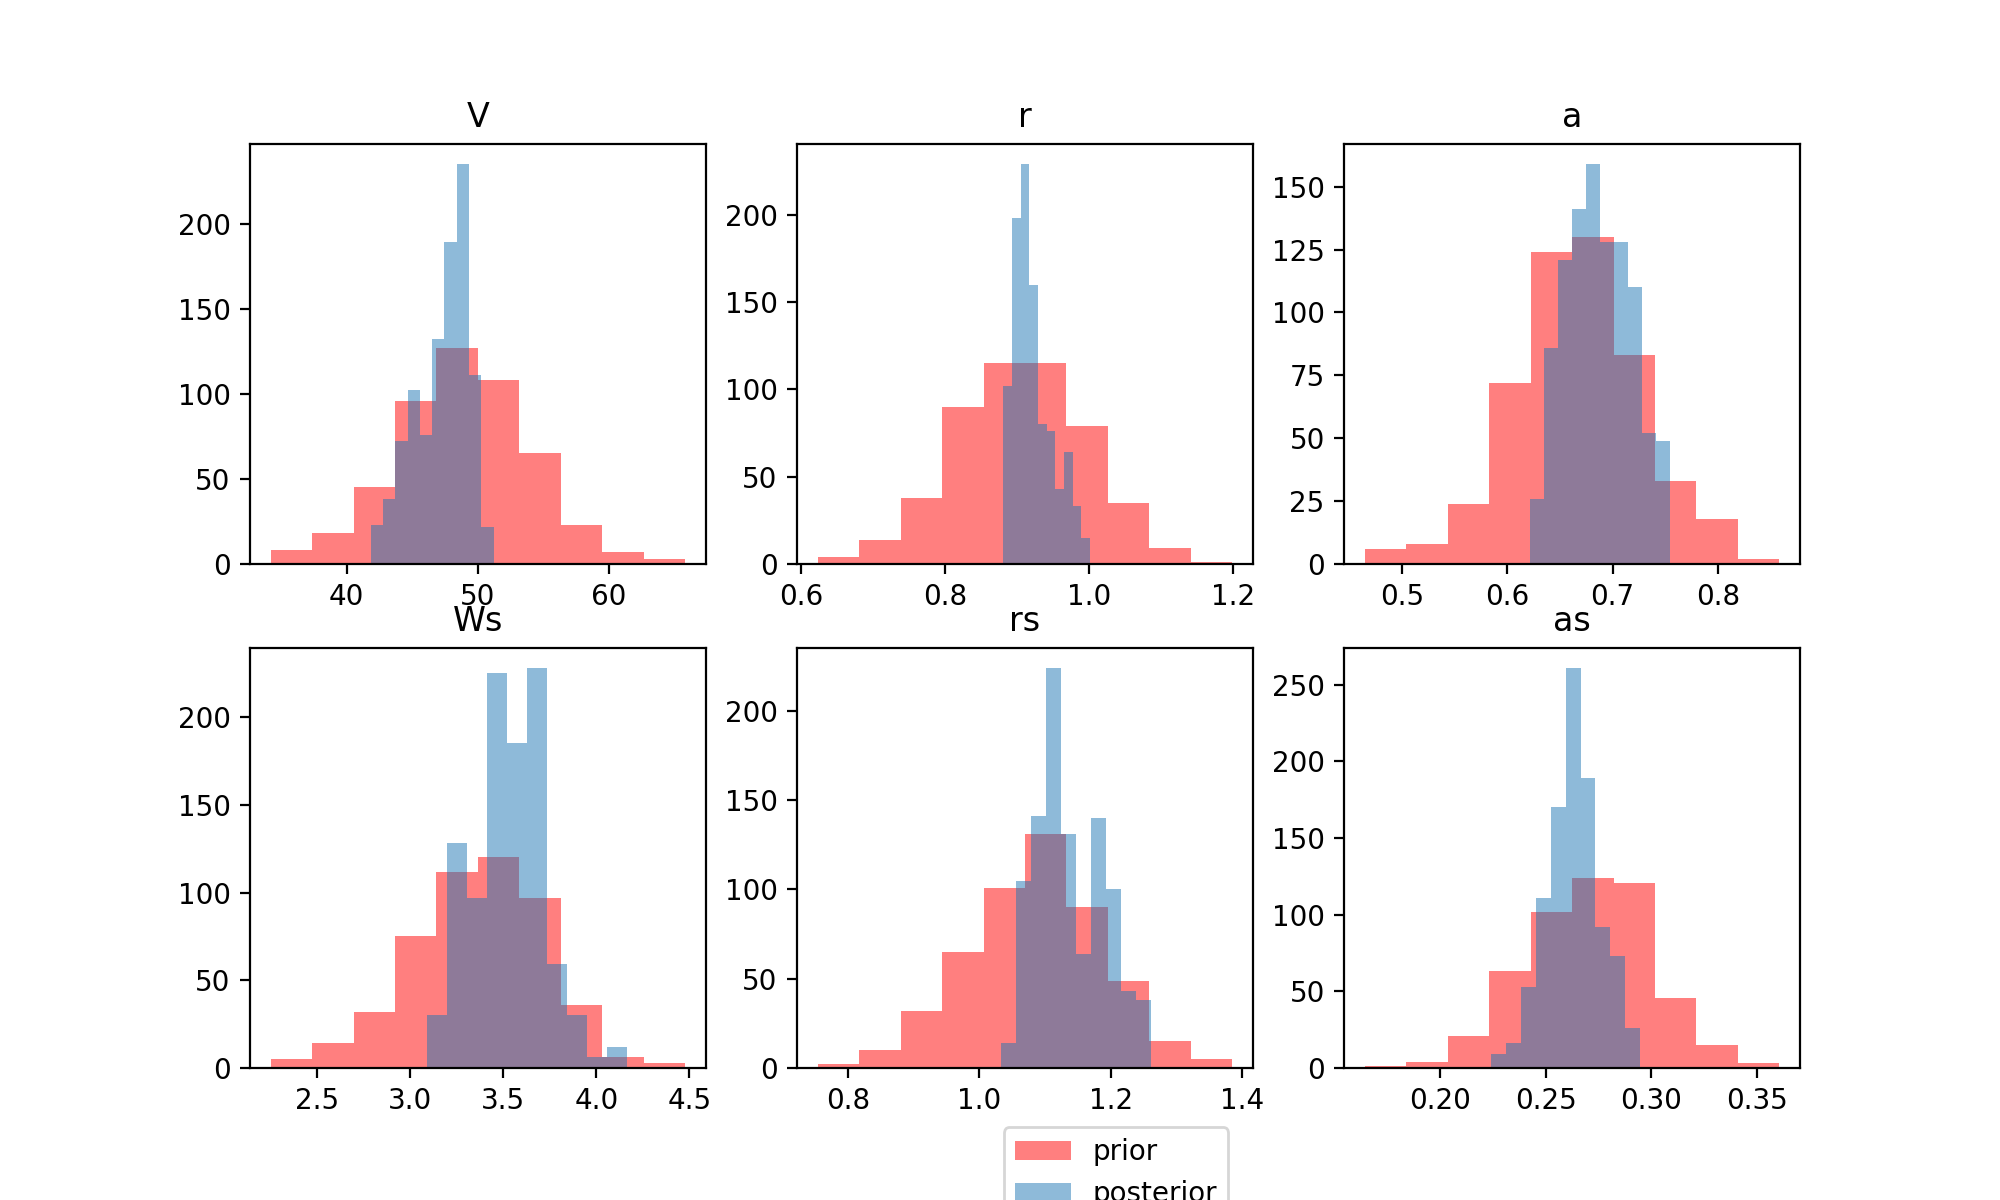 V r a
200 150 100 50 0
200 150 100 50 0
150 125 100 75 50 25 0
40 50 60
0.6 0.8 1.0 1.2
0.5 0.6 0.7 0.8
Ws rs as
200 150 100 50 0
200 150 100 50 0
250 200 150 100 50 0
2.5 3.0 3.5 4.0 4.5
0.8 1.0 1.2 1.4
0.20 0.25 0.30 0.35
prior
posterior